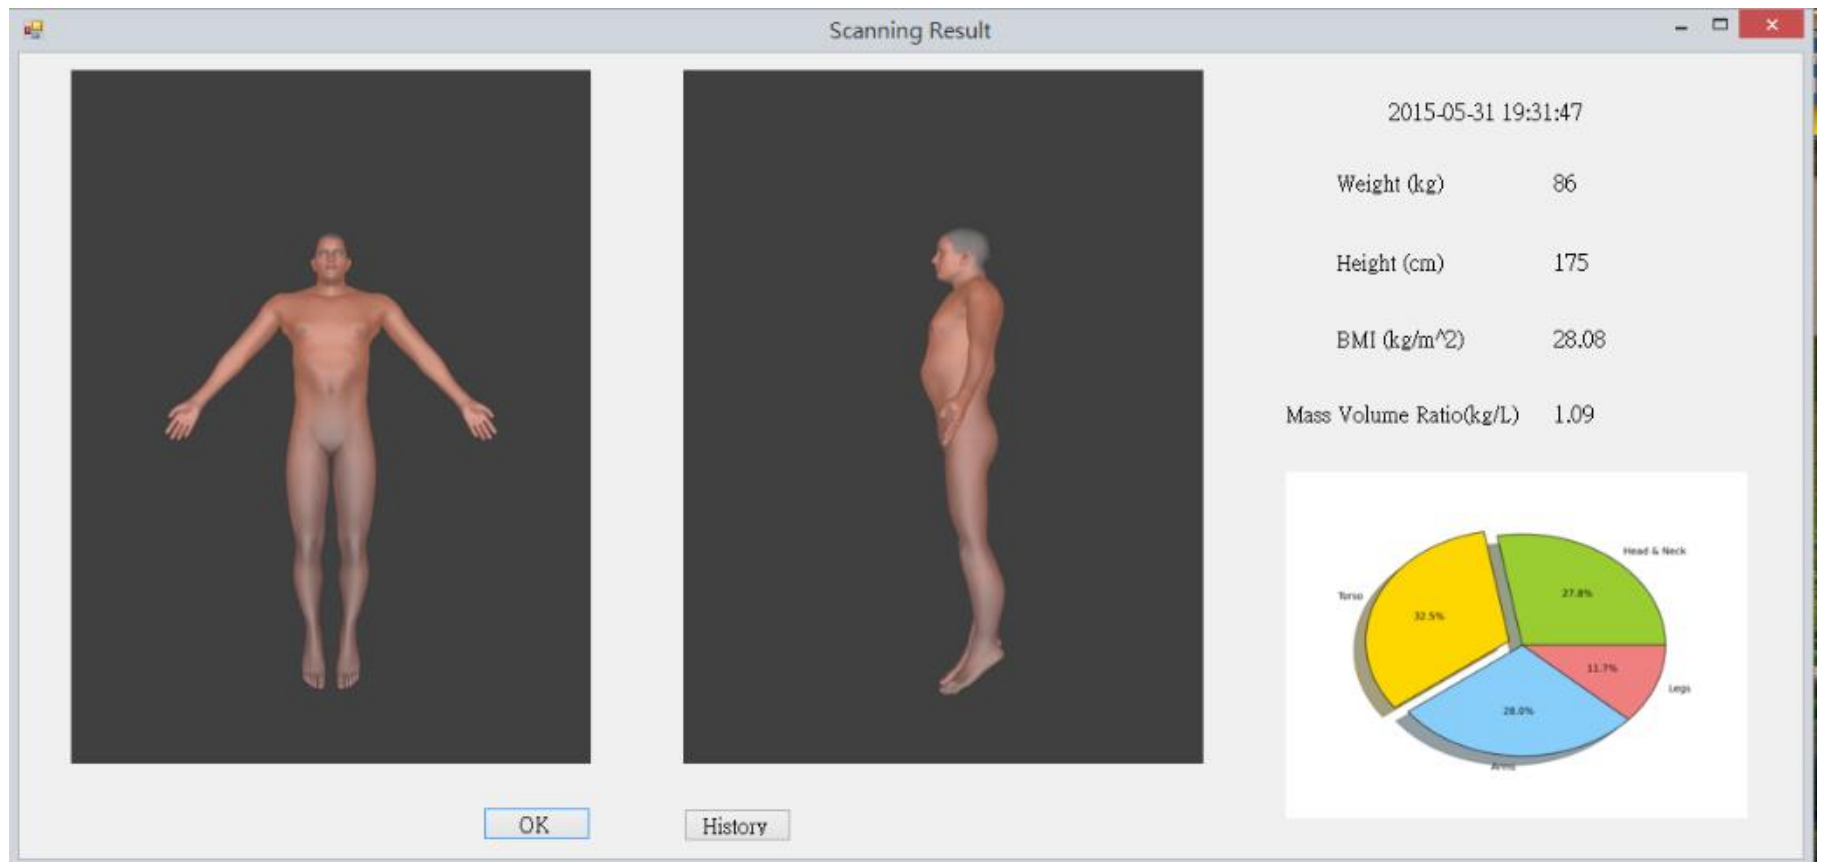 Scanning Result
2015-05-31 19:31:47
Weight (kg) 86
Height (cm) 175
BMI (kg/m^2) 28.08
Mass Volume Ratio(kg/L) 1.09
Head & Neck
27.8%
Torso
32.5%
11.7%
Legs
28.0%
Arms
OK
History